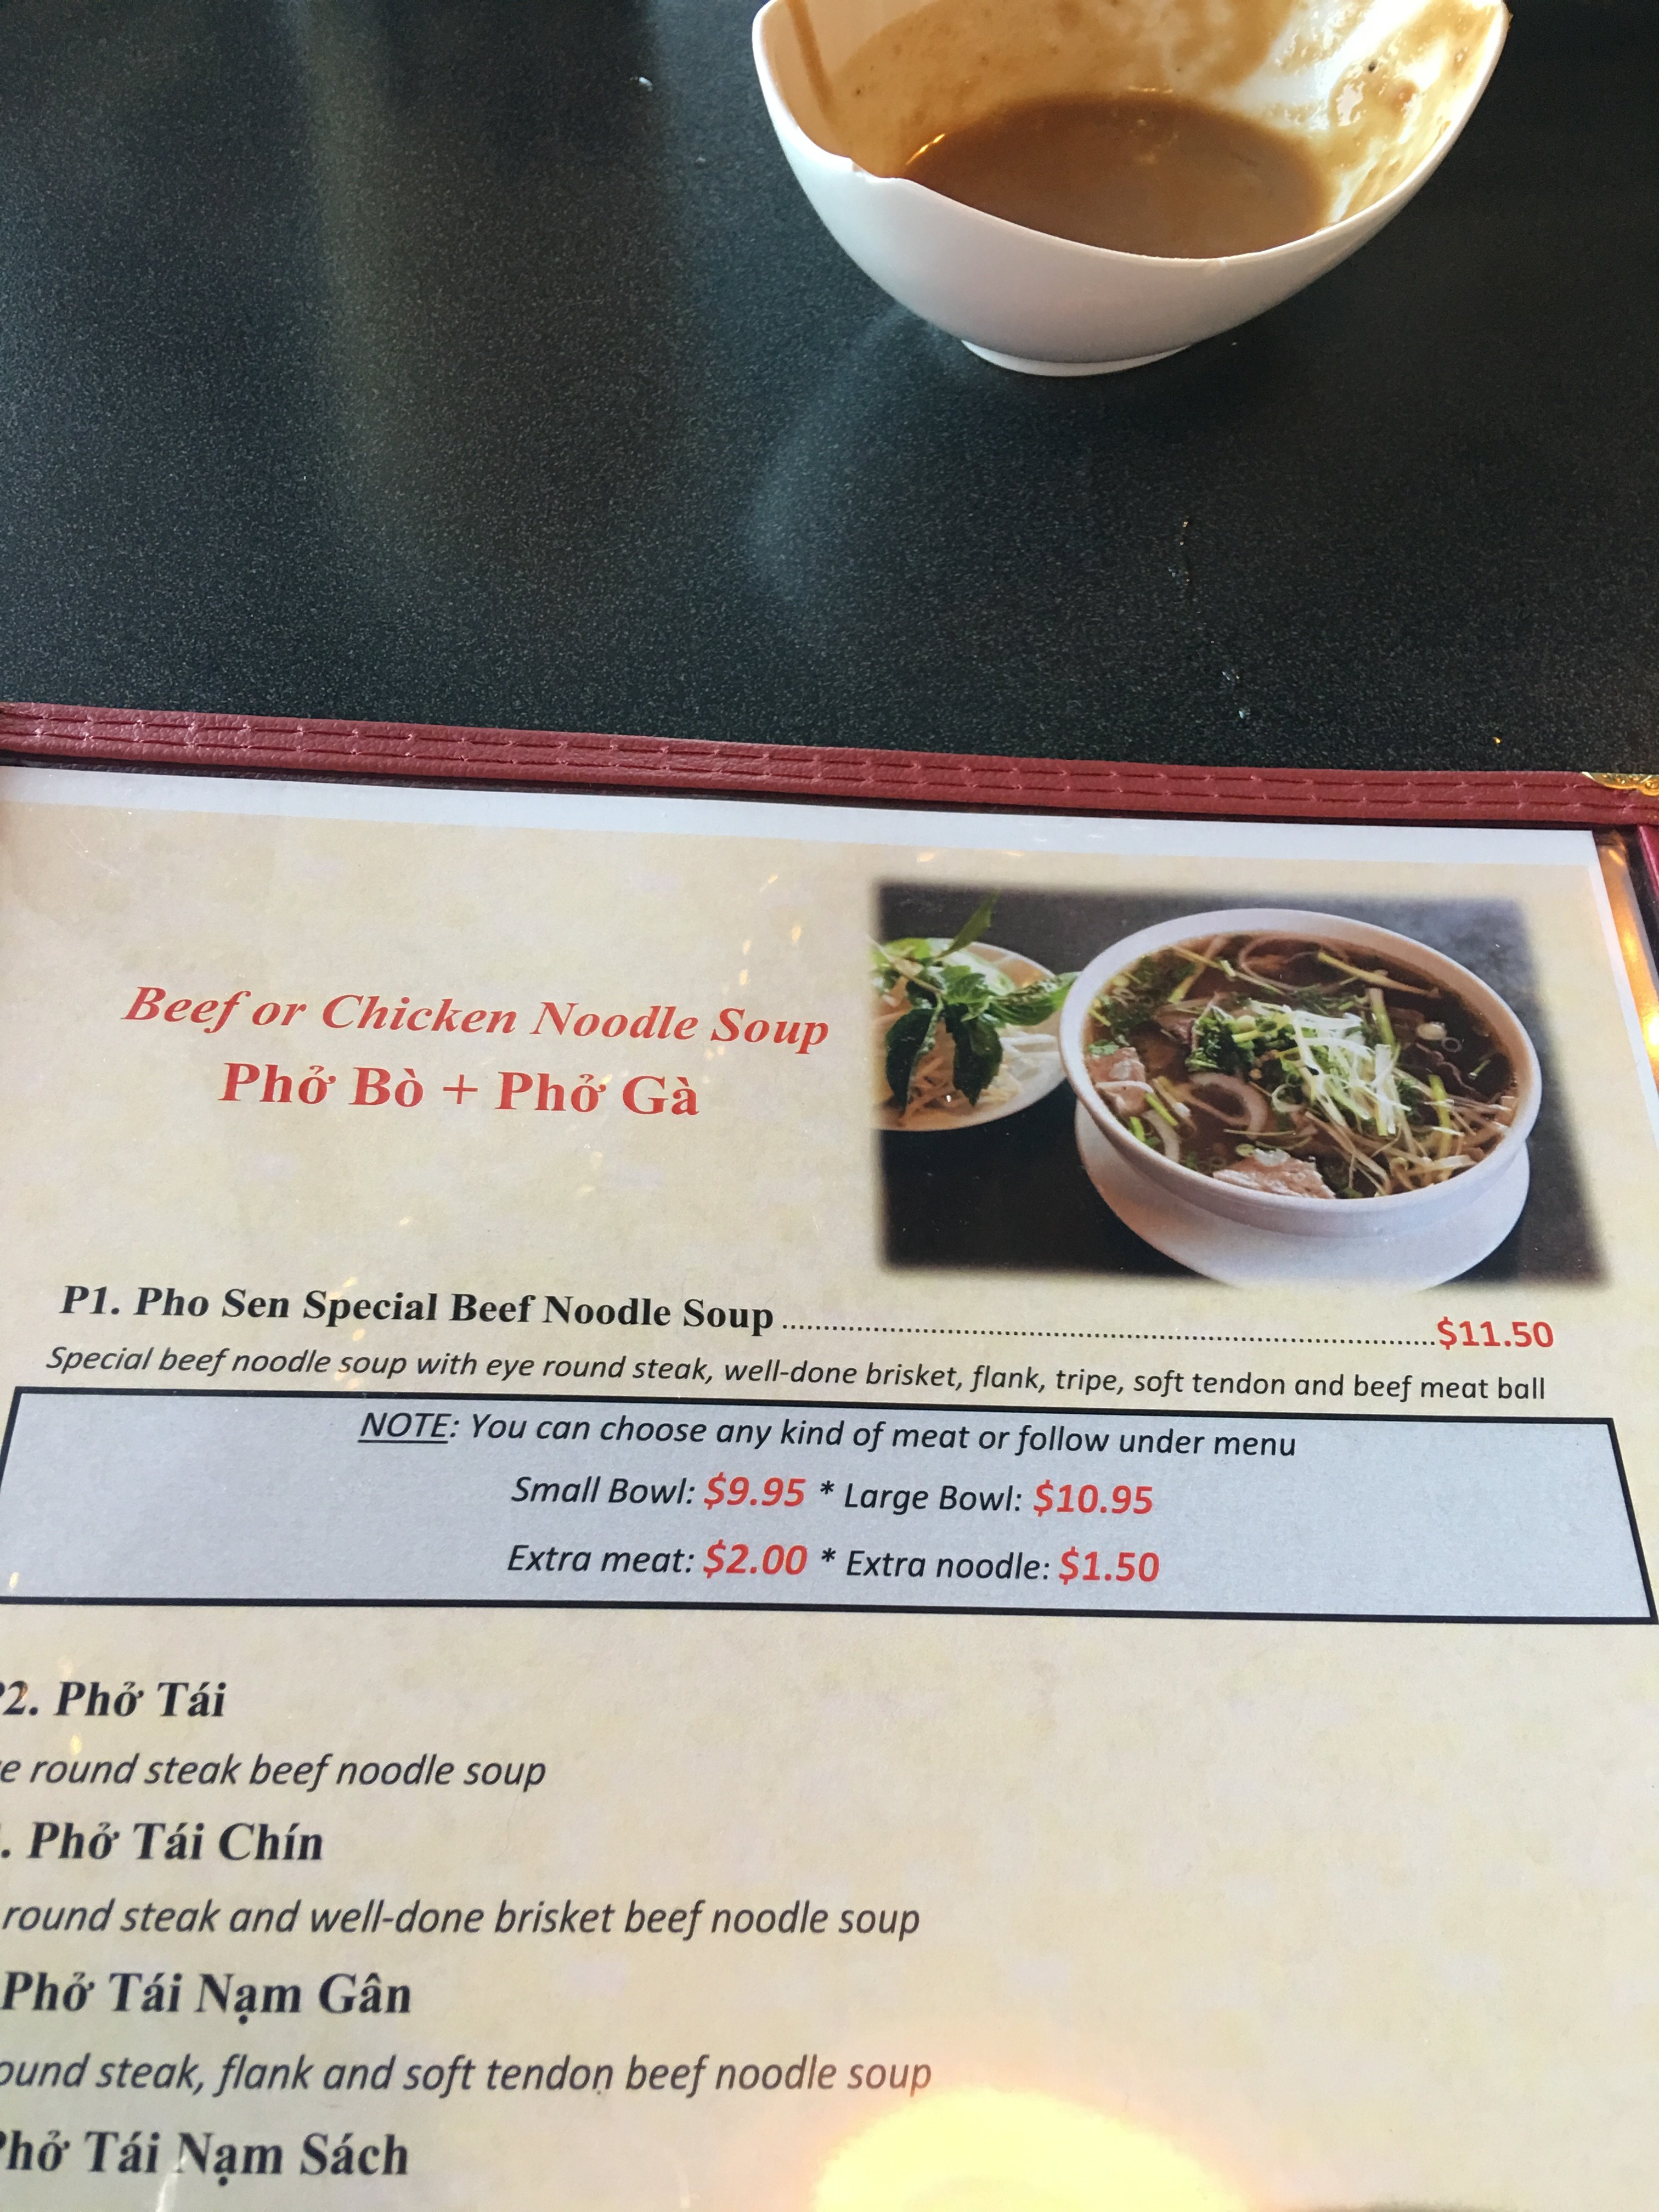 Beef or Chicken Noodle Soup
Phở Bò + Phở Gà
P1. Pho Sen Special Beef Noodle Soup ........ $11.50
Special beef noodle soup with eye round steak, well-done brisket, flank, tripe, soft tendon and beef meat ball
NOTE: You can choose any kind of meat or follow under menu
Small Bowl: $9.95 * Large Bowl: $10.95
Extra meat: $2.00 * Extra noodle: $1.50
2. Phở Tái
e round steak beef noodle soup
. Phở Tái Chín
round steak and well-done brisket beef noodle soup
Phở Tái Nạm Gân
ound steak, flank and soft tendon beef noodle soup
Phở Tái Nạm Sách